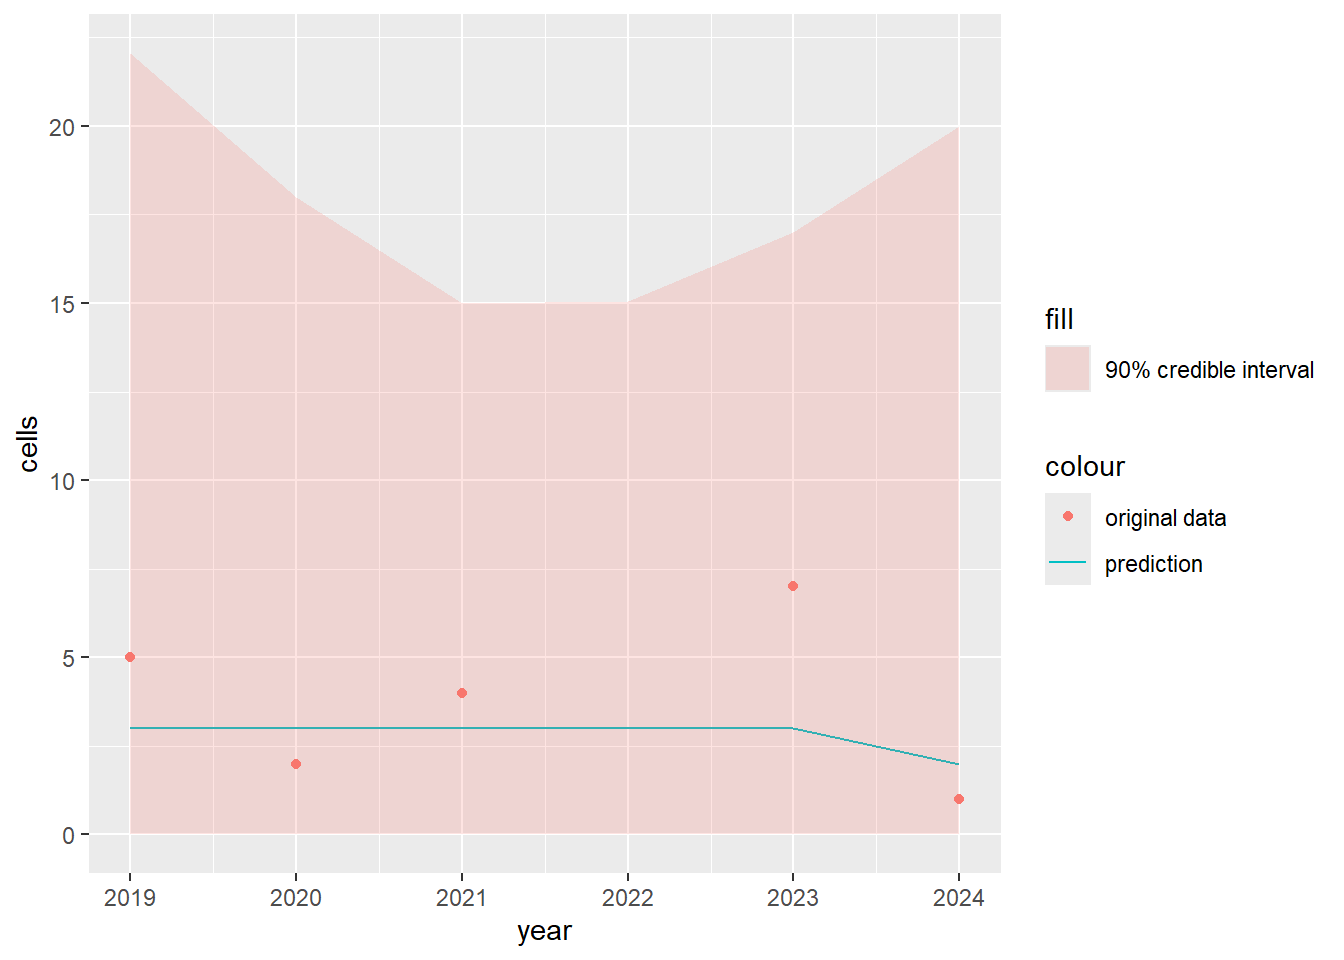 20
15
10
5
0
cells
2019 2020 2021 2022 2023 2024
year
fill
90% credible interval
colour
original data
prediction